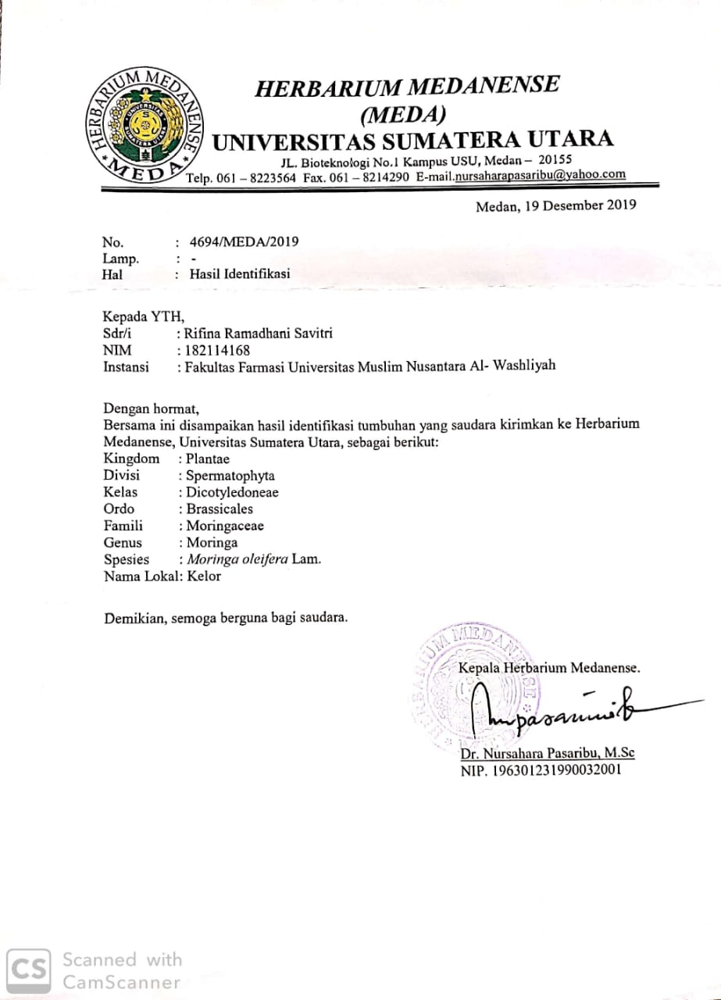 HERBARIUM MEDANENSE
MEDA
UNIVERSITAS
SUMATERA UTARA
HERBARIUM MEDANENSE
(MEDA)
UNIVERSITAS SUMATERA UTARA
JL. Bioteknologi No.1 Kampus USU, Medan – 20155
Telp. 061 – 8223564 Fax. 061 – 8214290 E-mail.nursaharapasaribu@yahoo.com
Medan, 19 Desember 2019
No. : 4694/MEDA/2019
Lamp. : -
Hal : Hasil Identifikasi
Kepada YTH,
Sdr/i : Rifina Ramadhani Savitri
NIM : 182114168
Instansi : Fakultas Farmasi Universitas Muslim Nusantara Al- Washliyah
Dengan hormat,
Bersama ini disampaikan hasil identifikasi tumbuhan yang saudara kirimkan ke Herbarium
Medanense, Universitas Sumatera Utara, sebagai berikut:
Kingdom : Plantae
Divisi : Spermatophyta
Kelas : Dicotyledoneae
Ordo : Brassicales
Famili : Moringaceae
Genus : Moringa
Spesies : Moringa oleifera Lam.
Nama Lokal: Kelor
Demikian, semoga berguna bagi saudara.
HERBARIUM MEDANENSE
Kepala Herbarium Medanense.
Dr. Nursahara Pasaribu, M.Sc
NIP. 196301231990032001
CS Scanned with
CamScanner